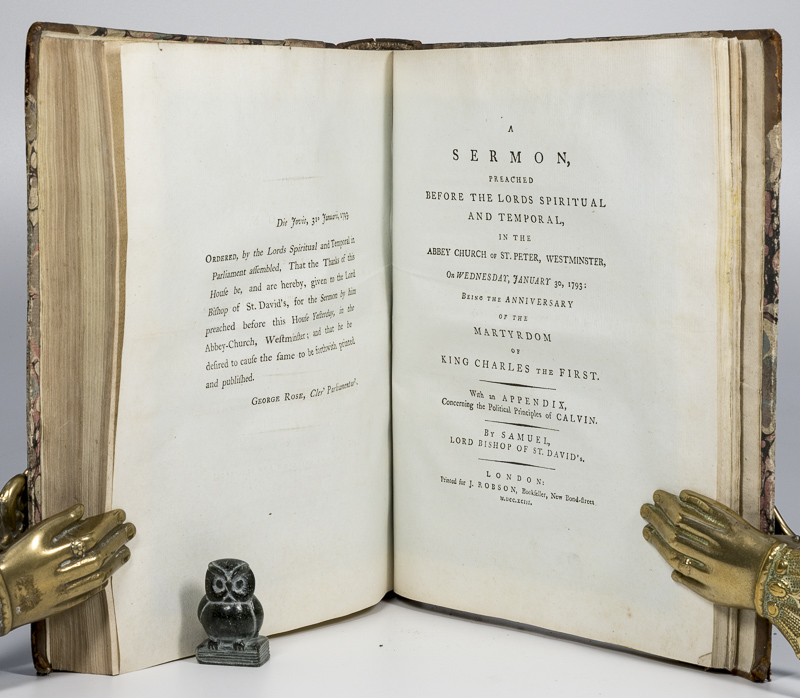 Die Jovis, 31º Januarii, 1793
ORDERED, by the Lords Spiritual and Temporal in
Parliament assembled, That the Thanks of this
House be, and are hereby, given to the Lord
Bishop of St. David's, for the Sermon by him
preached before this House Yesterday, in the
Abbey-Church, Weſtminſter; and that he be
deſired to cauſe the ſame to be forthwith printed
and publiſhed.
GEORGE ROSE, Cler' Parliamentor'.
A
SERMON,
PREACHED
BEFORE THE LORDS SPIRITUAL
AND TEMPORAL,
IN THE
ABBEY CHURCH OF ST. PETER, WESTMINSTER,
On WEDNESDAY, JANUARY 30, 1793:
BEING THE ANNIVERSARY
OF THE
MARTYRDOM
OF
KING CHARLES THE FIRST.
With an APPENDIX,
Concerning the Political Principles of CALVIN.
By SAMUEL,
LORD BISHOP OF ST. DAVID's.
LONDON:
Printed for J. ROBSON, Bookſeller, New Bond-ſtreet
M.DCC.XCIII.